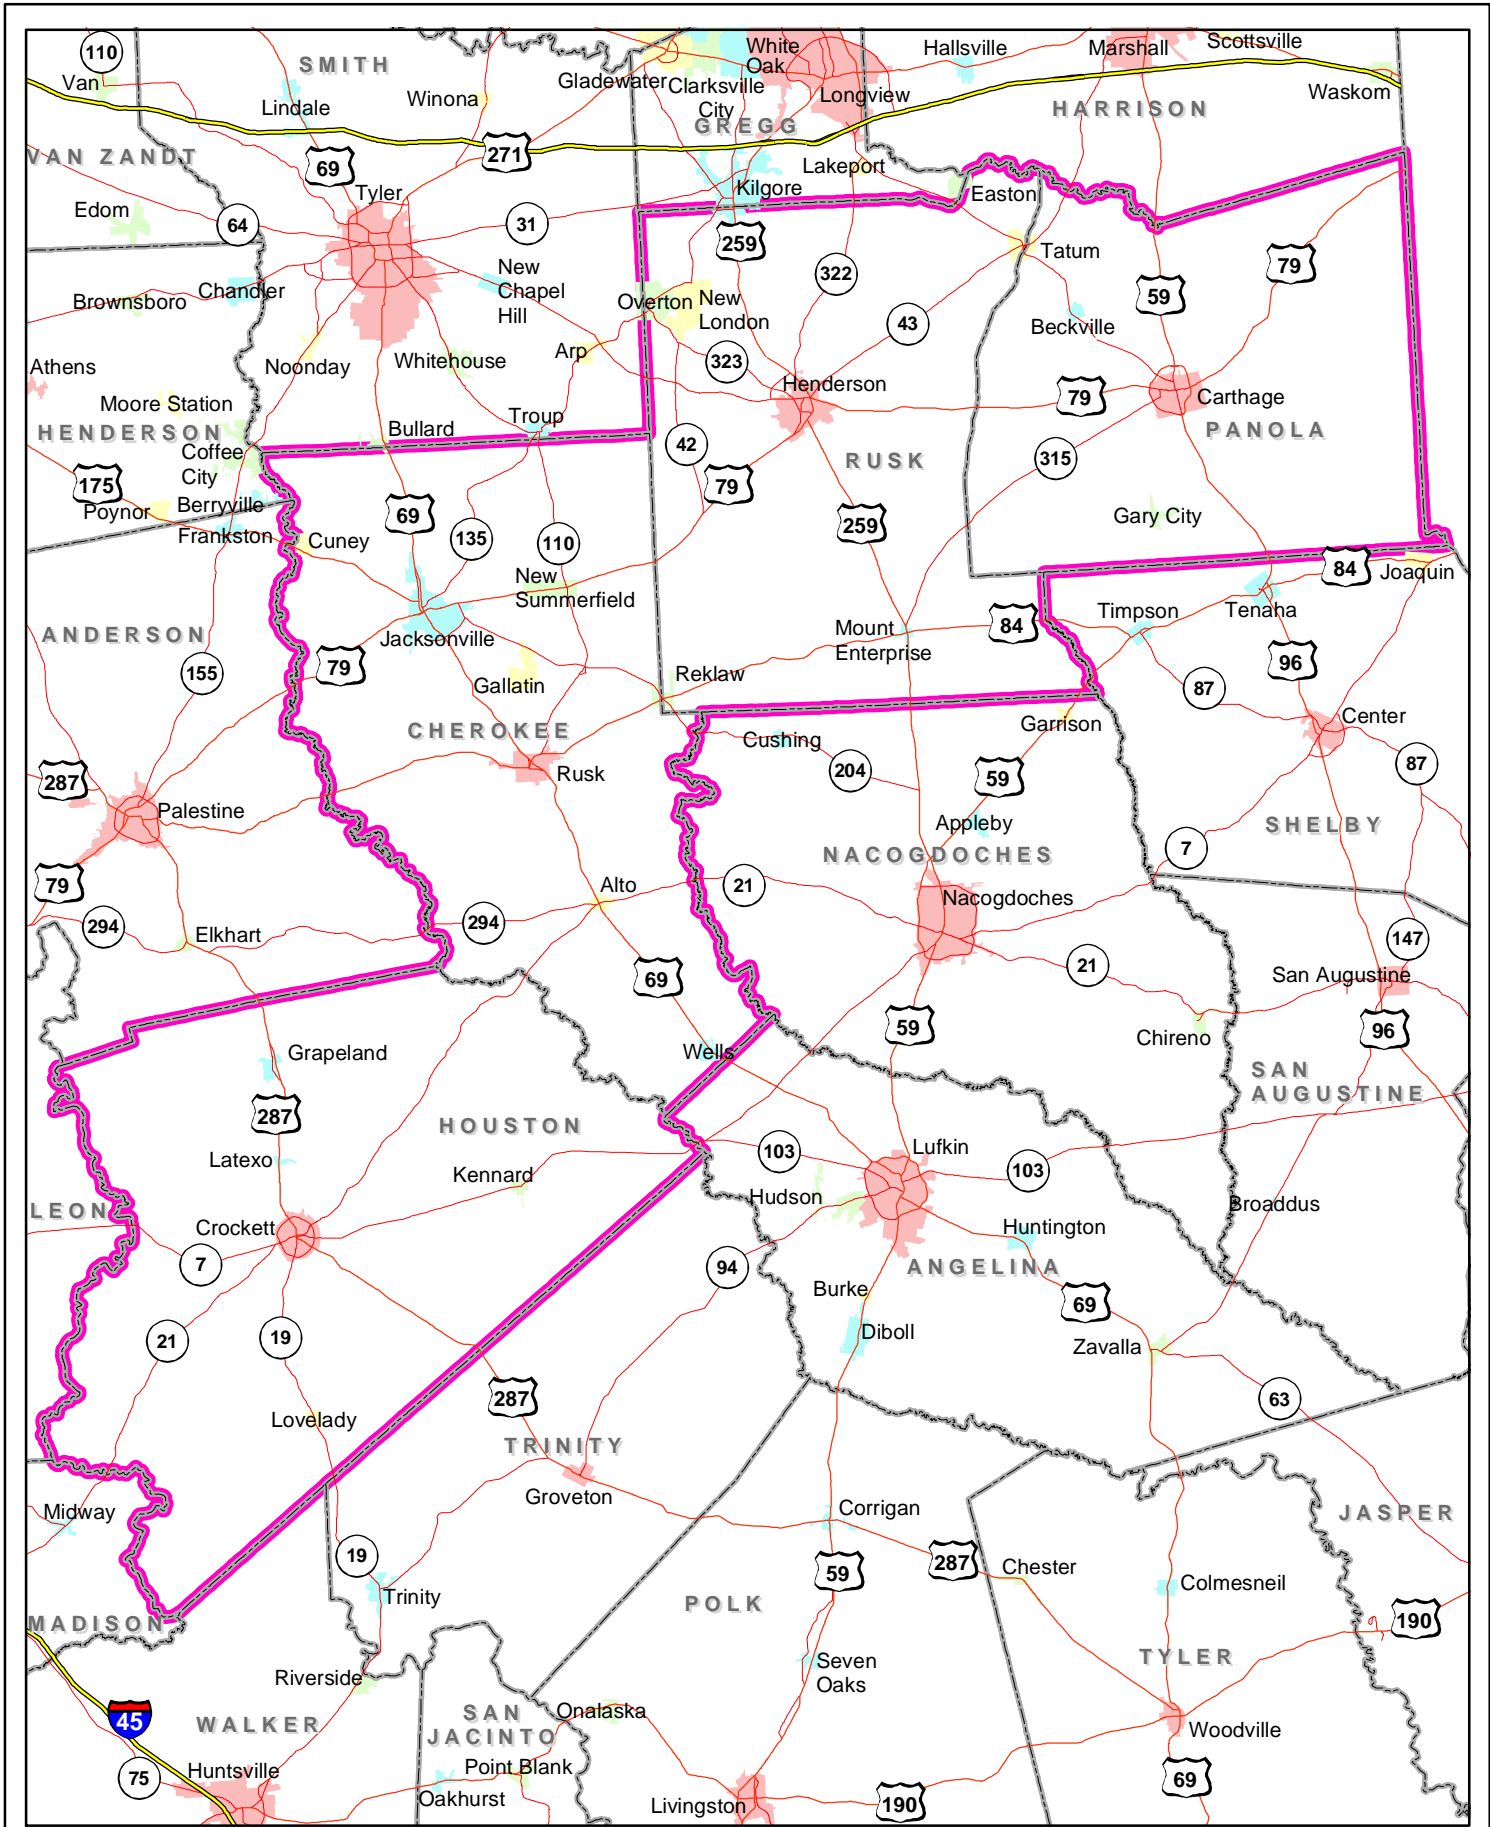 110
SMITH
White
Oak
Hallsville
Marshall
Scottsville
Van
Lindale
Winona
Gladewater
Clarksville
City
Longview
HARRISON
Waskom
GREGG
VAN ZANDT
69
271
Lakeport
Tyler
Kilgore
Easton
Edom
64
31
259
Tatum
322
79
Brownsboro
Chandler
New
Chapel
Hill
Overton
New
London
59
Beckville
43
Athens
Noonday
Whitehouse
Arp
323
Henderson
79
Carthage
Moore Station
HENDERSON
Coffee
City
Bullard
Troup
42
RUSK
315
PANOLA
175
Poynor
Berryville
79
69
259
Gary City
Frankston
Cuney
135
110
84
Joaquin
New
Summerfield
Tenaha
Timpson
ANDERSON
Jacksonville
Mount
Enterprise
84
155
79
Gallatin
Reklaw
96
87
CHEROKEE
Cushing
Garrison
Center
287
Rusk
204
59
87
Palestine
Appleby
SHELBY
NACOGDOCHES
7
79
Alto
21
Nacogdoches
294
Elkhart
294
147
69
21
San Augustine
59
Chireno
96
Grapeland
Wells
SAN
AUGUSTINE
287
HOUSTON
Latexo
Kennard
103
Lufkin
103
Hudson
LEON
Crockett
Broaddus
Huntington
7
94
ANGELINA
Burke
69
21
19
Diboll
Zavalla
287
63
Lovelady
TRINITY
Groveton
Midway
Corrigan
JASPER
19
59
287
Chester
Colmesneil
Trinity
POLK
190
MADISON
TYLER
Riverside
Seven
Oaks
45
WALKER
SAN
JACINTO
Onalaska
Woodville
75
Huntsville
Point Blank
Oakhurst
69
Livingston
190